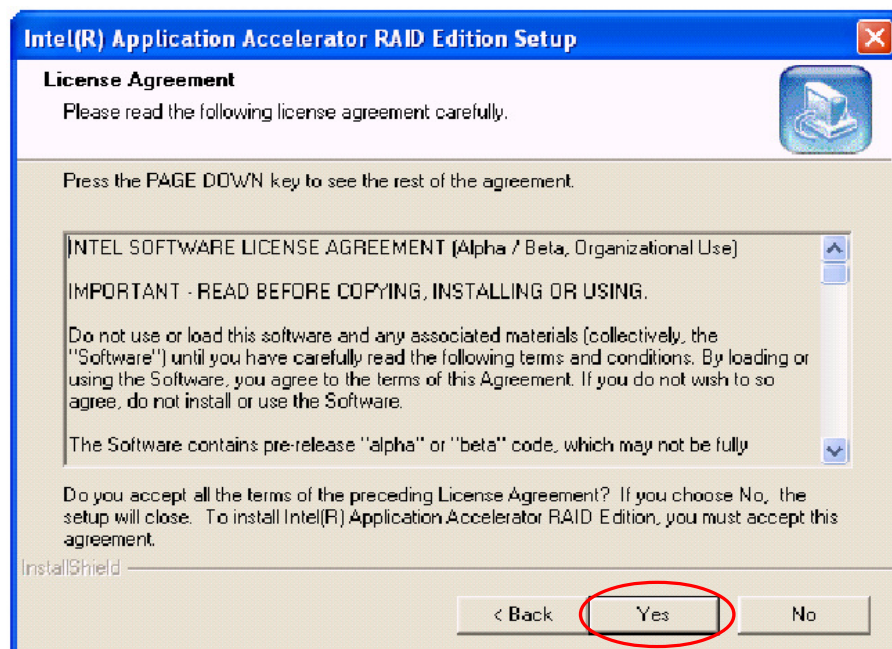 Intel(R) Application Accelerator RAID Edition Setup
License Agreement
Please read the following license agreement carefully.
Press the PAGE DOWN key to see the rest of the agreement.
INTEL SOFTWARE LICENSE AGREEMENT (Alpha / Beta, Organizational Use)
IMPORTANT - READ BEFORE COPYING, INSTALLING OR USING.
Do not use or load this software and any associated materials (collectively, the
"Software") until you have carefully read the following terms and conditions. By loading or
using the Software, you agree to the terms of this Agreement. If you do not wish to so
agree, do not install or use the Software.
The Software contains pre-release "alpha" or "beta" code, which may not be fully
Do you accept all the terms of the preceding License Agreement? If you choose No, the
setup will close. To install Intel(R) Application Accelerator RAID Edition, you must accept this
agreement.
InstallShield
< Back Yes No